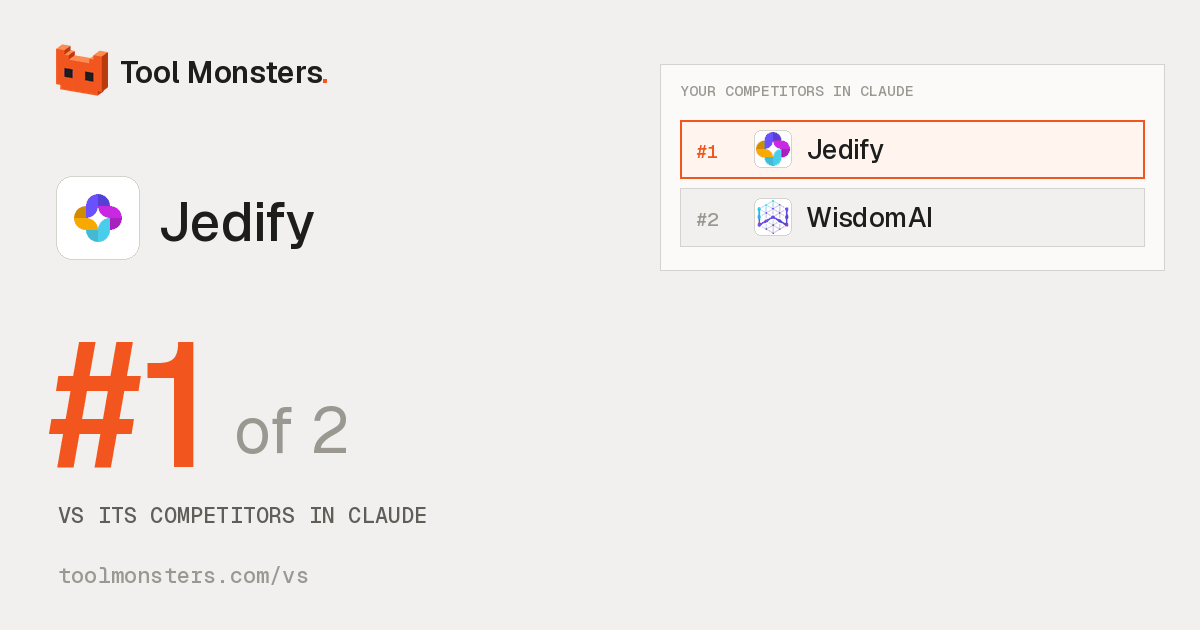 Tool Monsters.
Jedify
#1 of 2
VS ITS COMPETITORS IN CLAUDE
toolmonsters.com/vs
YOUR COMPETITORS IN CLAUDE
#1 Jedify
#2 WisdomAI